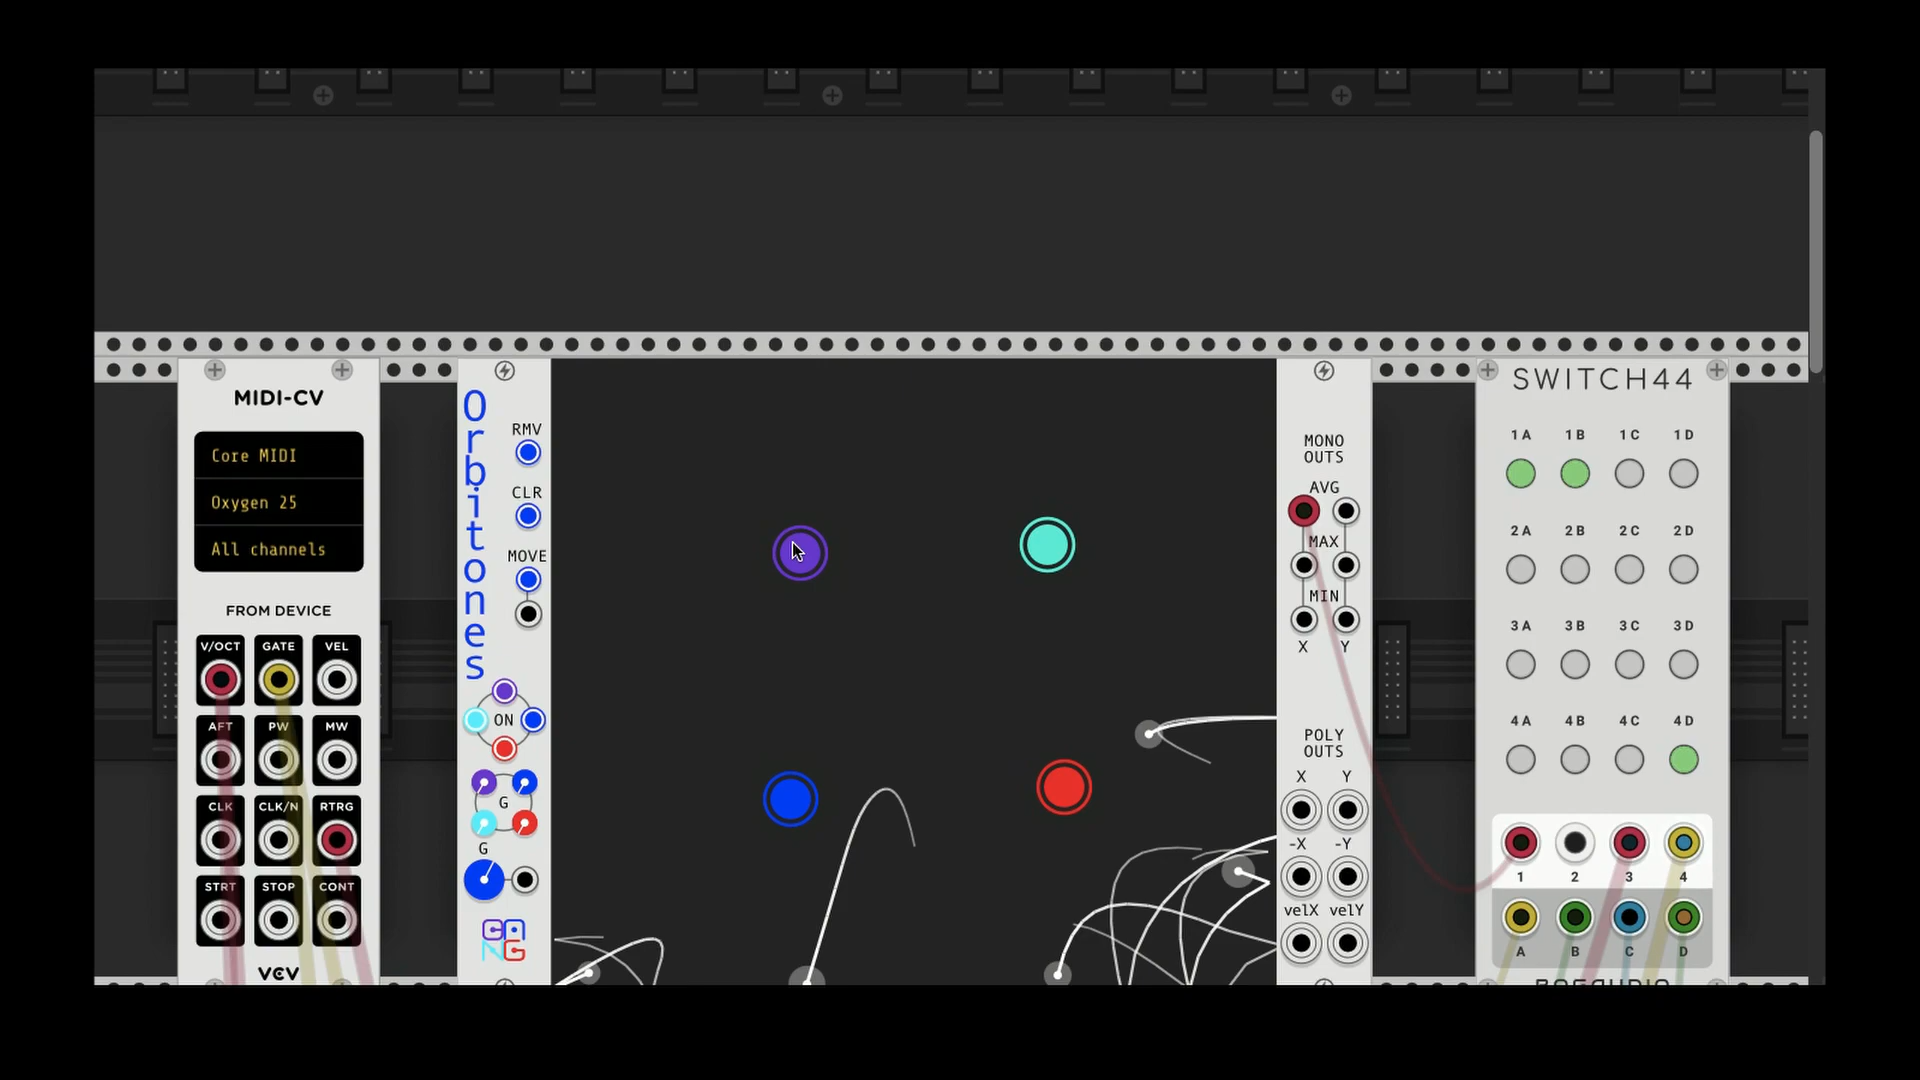 MIDI-CV
Core MIDI
Oxygen 25
All channels
FROM DEVICE
V/OCT GATE VEL
AFT PW MW
CLK CLK/N RTRG
STRT STOP CONT
VCV
Orbitones
RMV
CLR
MOVE
ON
G
G
GANG
MONO
OUTS
AVG
MAX
MIN
X Y
POLY
OUTS
X Y
-X -Y
velX velY
SWITCH44
1A 1B 1C 1D
2A 2B 2C 2D
3A 3B 3C 3D
4A 4B 4C 4D
1 2 3 4
A B C D